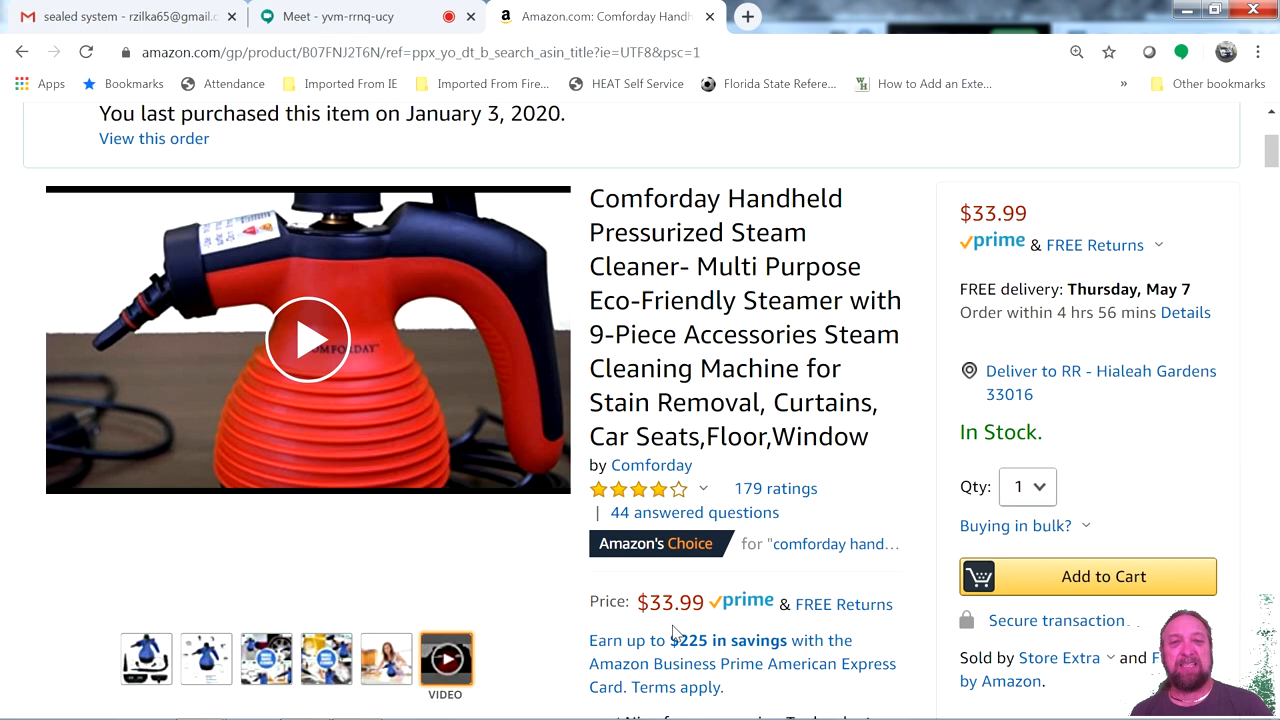 sealed system - rzilka65@gmail.c
Meet - yvm-rrnq-ucy
Amazon.com: Comforday Handh
amazon.com/gp/product/B07FNJ2T6N/ref=ppx_yo_dt_b_search_asin_title?ie=UTF8&psc=1
Apps
Bookmarks
Attendance
Imported From IE
Imported From Fire...
HEAT Self Service
Florida State Refere...
How to Add an Exte...
»
Other bookmarks
You last purchased this item on January 3, 2020.
View this order
COMFORDAY
Comforday Handheld
Pressurized Steam
Cleaner- Multi Purpose
Eco-Friendly Steamer with
9-Piece Accessories Steam
Cleaning Machine for
Stain Removal, Curtains,
Car Seats,Floor,Window
by Comforday
179 ratings
| 44 answered questions
Amazon's Choice for "comforday hand...
Price: $33.99 prime & FREE Returns
Earn up to $225 in savings with the
Amazon Business Prime American Express
Card. Terms apply.
VIDEO
$33.99
prime & FREE Returns
FREE delivery: Thursday, May 7
Order within 4 hrs 56 mins Details
Deliver to RR - Hialeah Gardens
33016
In Stock.
Qty: 1
Buying in bulk?
Add to Cart
Secure transaction
Sold by Store Extra and F
by Amazon.